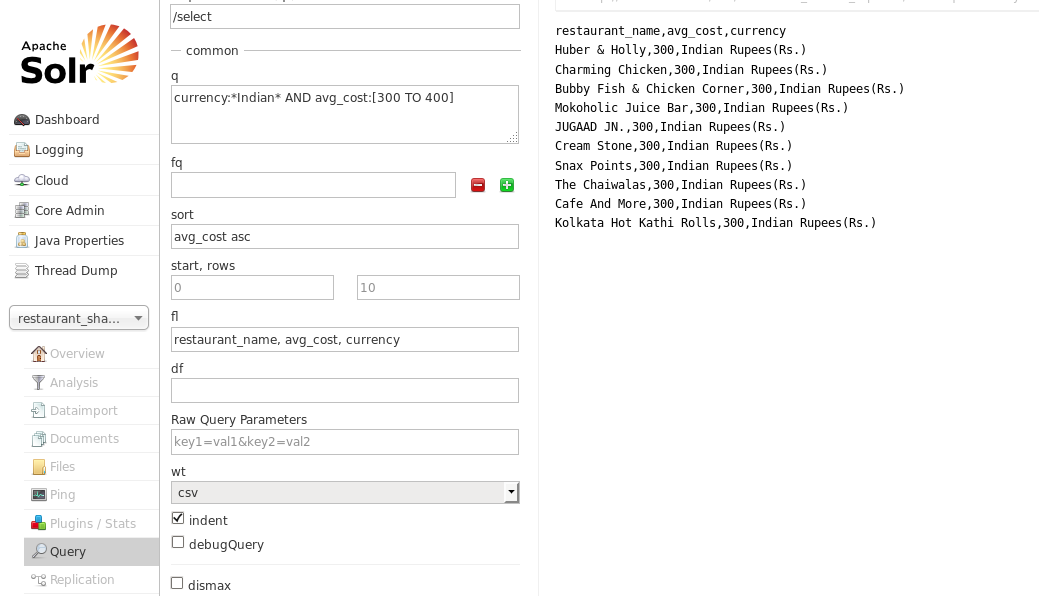 Apache
Solr
Dashboard
Logging
Cloud
Core Admin
Java Properties
Thread Dump
restaurant_sha...
Overview
Analysis
Dataimport
Documents
Files
Ping
Plugins / Stats
Query
Replication
/select
common
q
currency:*Indian* AND avg_cost:[300 TO 400]
fq
sort
avg_cost asc
start, rows
0 10
fl
restaurant_name, avg_cost, currency
df
Raw Query Parameters
key1=val1&key2=val2
wt
csv
indent
debugQuery
dismax
restaurant_name,avg_cost,currency
Huber & Holly,300,Indian Rupees(Rs.)
Charming Chicken,300,Indian Rupees(Rs.)
Bubby Fish & Chicken Corner,300,Indian Rupees(Rs.)
Mokoholic Juice Bar,300,Indian Rupees(Rs.)
JUGAAD JN.,300,Indian Rupees(Rs.)
Cream Stone,300,Indian Rupees(Rs.)
Snax Points,300,Indian Rupees(Rs.)
The Chaiwalas,300,Indian Rupees(Rs.)
Cafe And More,300,Indian Rupees(Rs.)
Kolkata Hot Kathi Rolls,300,Indian Rupees(Rs.)